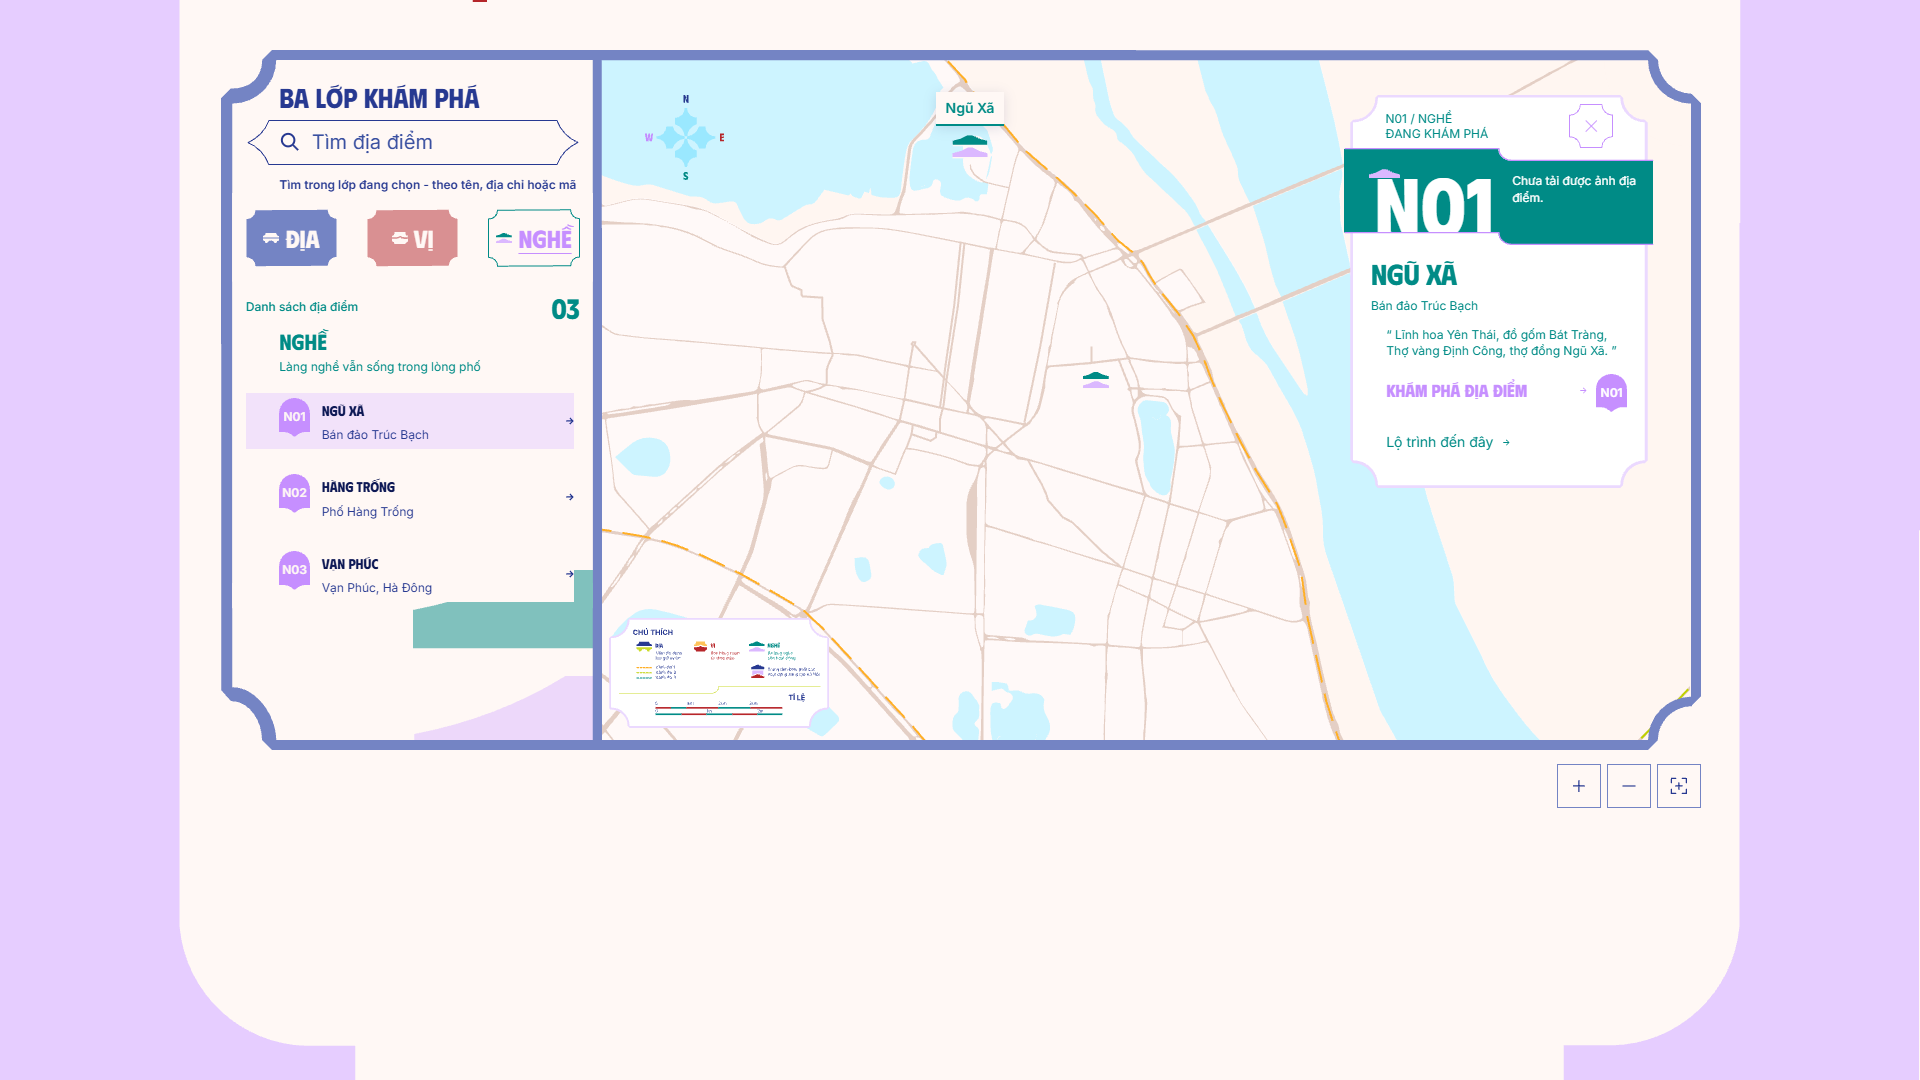 BA LỚP KHÁM PHÁ
Tìm địa điểm
Tìm trong lớp đang chọn - theo tên, địa chỉ hoặc mã
ĐỊA
VỊ
NGHỀ
Danh sách địa điểm
03
NGHỀ
Làng nghề vẫn sống trong lòng phố
N01
NGŨ XÃ
Bán đảo Trúc Bạch
N02
HÀNG TRỐNG
Phố Hàng Trống
N03
VẠN PHÚC
Vạn Phúc, Hà Đông
N
W
E
S
Ngũ Xã
CHÚ THÍCH
ĐỊA
VỊ
NGHỀ
TỈ LỆ
N01 / NGHỀ
ĐANG KHÁM PHÁ
N01
Chưa tải được ảnh địa
điểm.
NGŨ XÃ
Bán đảo Trúc Bạch
“ Lĩnh hoa Yên Thái, đồ gốm Bát Tràng,
Thợ vàng Định Công, thợ đồng Ngũ Xã. ”
KHÁM PHÁ ĐỊA ĐIỂM
N01
Lộ trình đến đây